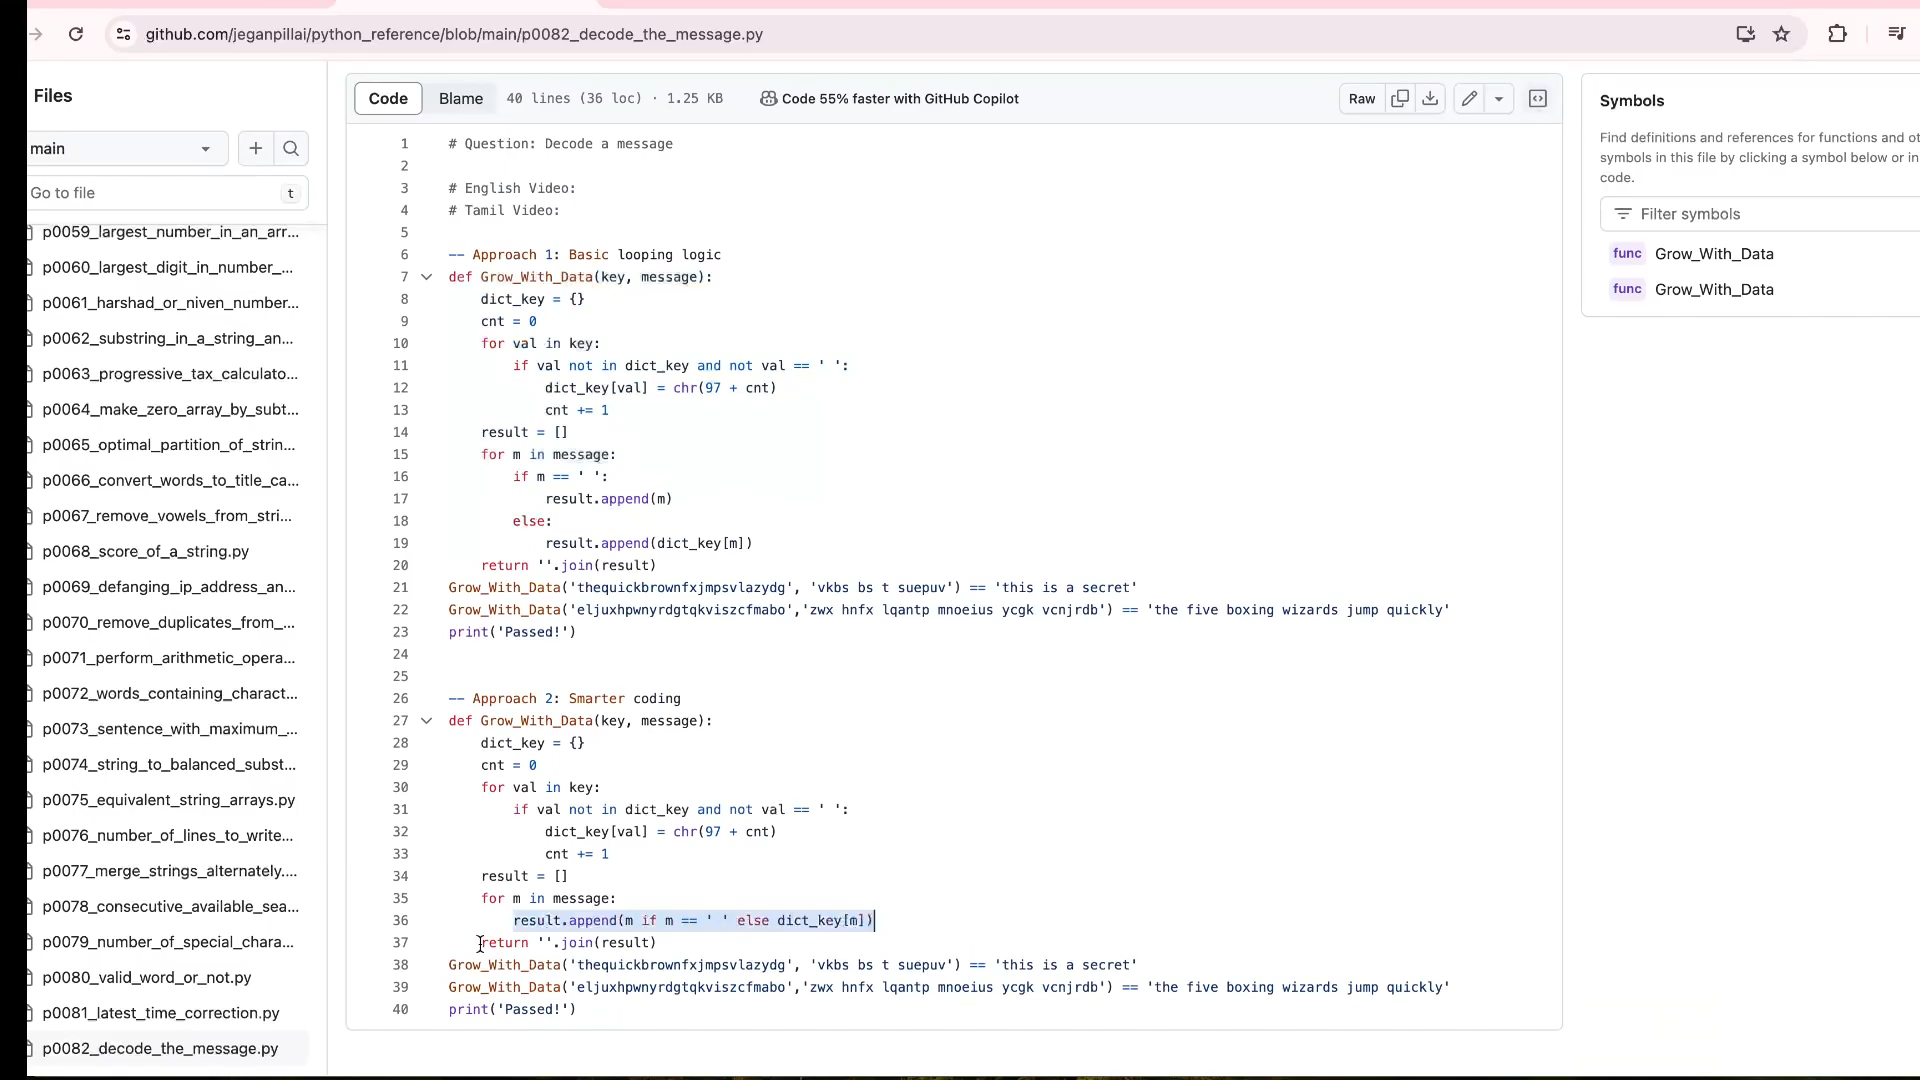 github.com/jeganpillai/python_reference/blob/main/p0082_decode_the_message.py
Files
main
Go to file
t
p0059_largest_number_in_an_arr...
p0060_largest_digit_in_number_...
p0061_harshad_or_niven_number...
p0062_substring_in_a_string_an...
p0063_progressive_tax_calculato...
p0064_make_zero_array_by_subt...
p0065_optimal_partition_of_strin...
p0066_convert_words_to_title_ca...
p0067_remove_vowels_from_stri...
p0068_score_of_a_string.py
p0069_defanging_ip_address_an...
p0070_remove_duplicates_from_...
p0071_perform_arithmetic_opera...
p0072_words_containing_charact...
p0073_sentence_with_maximum_...
p0074_string_to_balanced_subst...
p0075_equivalent_string_arrays.py
p0076_number_of_lines_to_write...
p0077_merge_strings_alternately....
p0078_consecutive_available_sea...
p0079_number_of_special_chara...
p0080_valid_word_or_not.py
p0081_latest_time_correction.py
p0082_decode_the_message.py
Code Blame 40 lines (36 loc) · 1.25 KB Code 55% faster with GitHub Copilot Raw
1 # Question: Decode a message
2
3 # English Video:
4 # Tamil Video:
5
6 -- Approach 1: Basic looping logic
7 def Grow_With_Data(key, message):
8 dict_key = {}
9 cnt = 0
10 for val in key:
11 if val not in dict_key and not val == ' ':
12 dict_key[val] = chr(97 + cnt)
13 cnt += 1
14 result = []
15 for m in message:
16 if m == ' ':
17 result.append(m)
18 else:
19 result.append(dict_key[m])
20 return ''.join(result)
21 Grow_With_Data('thequickbrownfxjmpsvlazydg', 'vkbs bs t suepuv') == 'this is a secret'
22 Grow_With_Data('eljuxhpwnyrdgtqkviszcfmabo','zwx hnfx lqantp mnoeius ycgk vcnjrdb') == 'the five boxing wizards jump quickly'
23 print('Passed!')
24
25
26 -- Approach 2: Smarter coding
27 def Grow_With_Data(key, message):
28 dict_key = {}
29 cnt = 0
30 for val in key:
31 if val not in dict_key and not val == ' ':
32 dict_key[val] = chr(97 + cnt)
33 cnt += 1
34 result = []
35 for m in message:
36 result.append(m if m == ' ' else dict_key[m])
37 return ''.join(result)
38 Grow_With_Data('thequickbrownfxjmpsvlazydg', 'vkbs bs t suepuv') == 'this is a secret'
39 Grow_With_Data('eljuxhpwnyrdgtqkviszcfmabo','zwx hnfx lqantp mnoeius ycgk vcnjrdb') == 'the five boxing wizards jump quickly'
40 print('Passed!')
Symbols
Find definitions and references for functions and ot
symbols in this file by clicking a symbol below or in
code.
Filter symbols
func Grow_With_Data
func Grow_With_Data